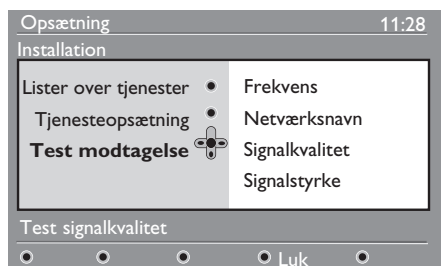 Opsætning 11:28
Installation
Lister over tjenester Frekvens
Tjenesteopsætning Netværksnavn
Test modtagelse Signalkvalitet
Signalstyrke
Test signalkvalitet
Luk